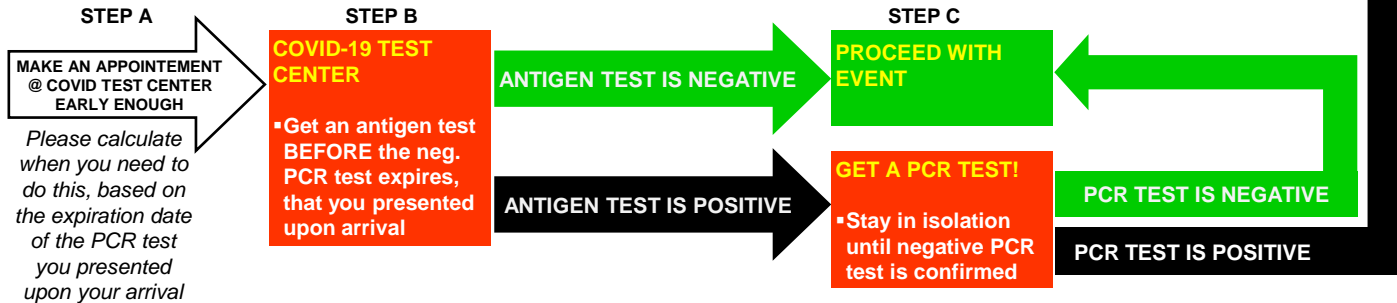 STEP A
MAKE AN APPOINTEMENT
@ COVID TEST CENTER
EARLY ENOUGH
Please calculate
when you need to
do this, based on
the expiration date
of the PCR test
you presented
upon your arrival
STEP B
COVID-19 TEST
CENTER
▪Get an antigen test
BEFORE the neg.
PCR test expires,
that you presented
upon arrival
ANTIGEN TEST IS NEGATIVE
ANTIGEN TEST IS POSITIVE
STEP C
PROCEED WITH
EVENT
GET A PCR TEST!
▪Stay in isolation
until negative PCR
test is confirmed
PCR TEST IS NEGATIVE
PCR TEST IS POSITIVE